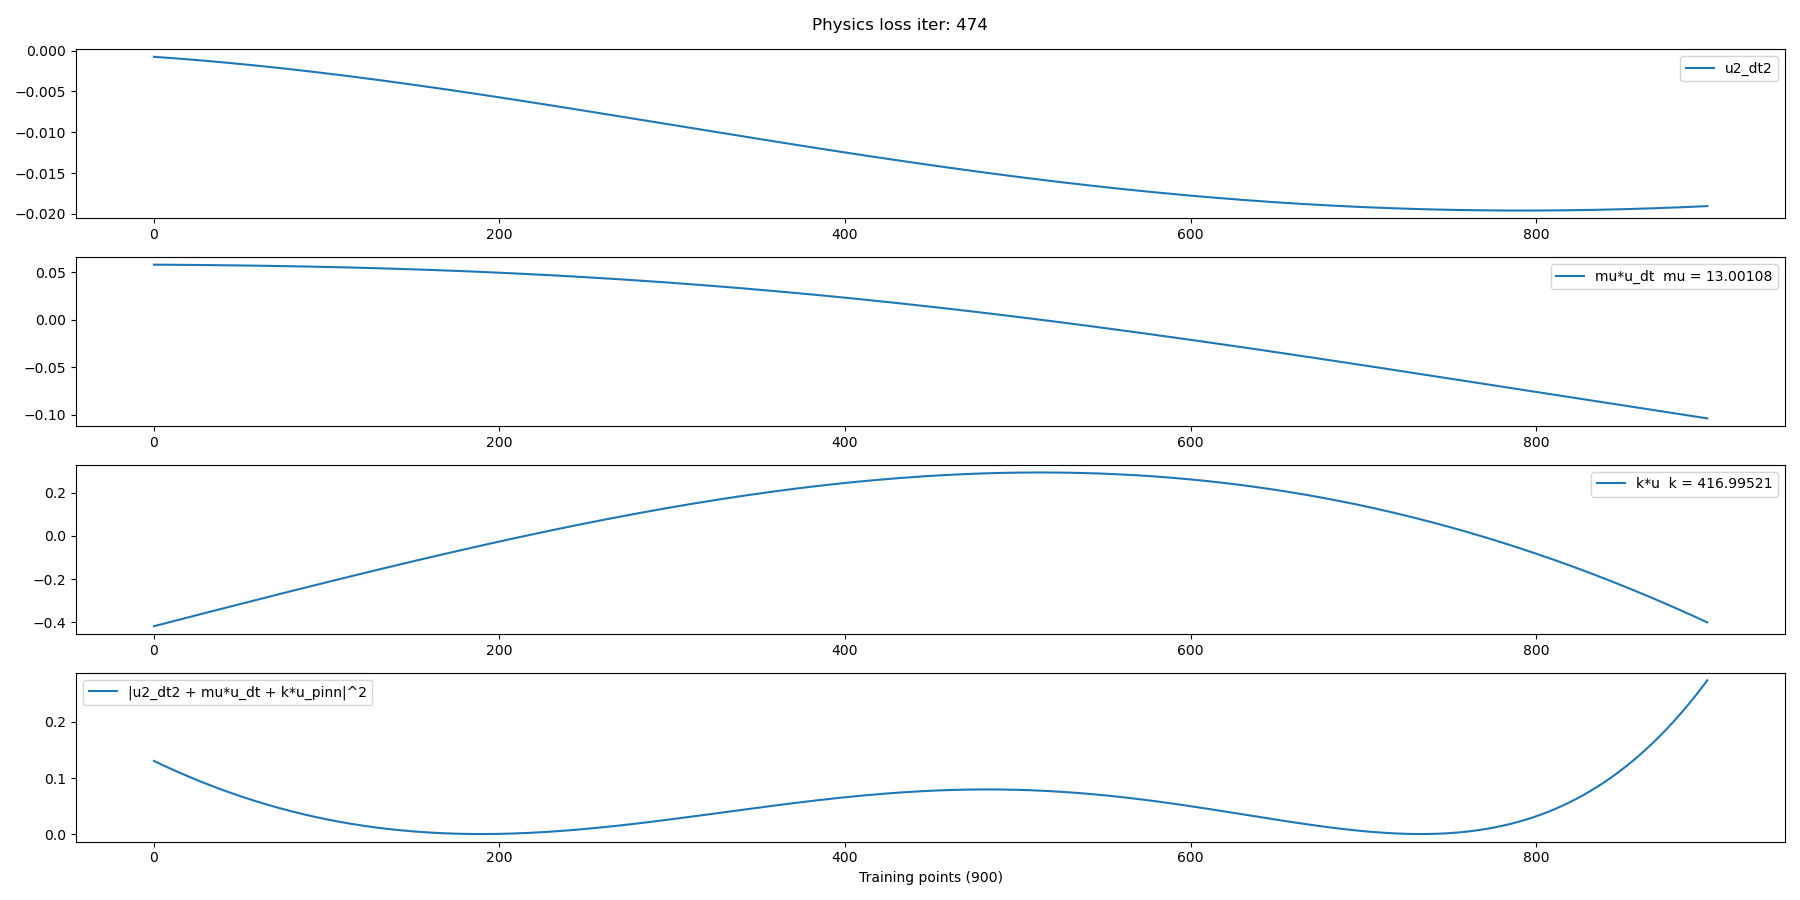 Physics loss iter: 474
0.000
−0.005
−0.010
−0.015
−0.020
u2_dt2
0 200 400 600 800
0.05
0.00
−0.05
−0.10
mu*u_dt  mu = 13.00108
0 200 400 600 800
0.2
0.0
−0.2
−0.4
k*u  k = 416.99521
0 200 400 600 800
|u2_dt2 + mu*u_dt + k*u_pinn|^2
0.2
0.1
0.0
0 200 400 600 800
Training points (900)